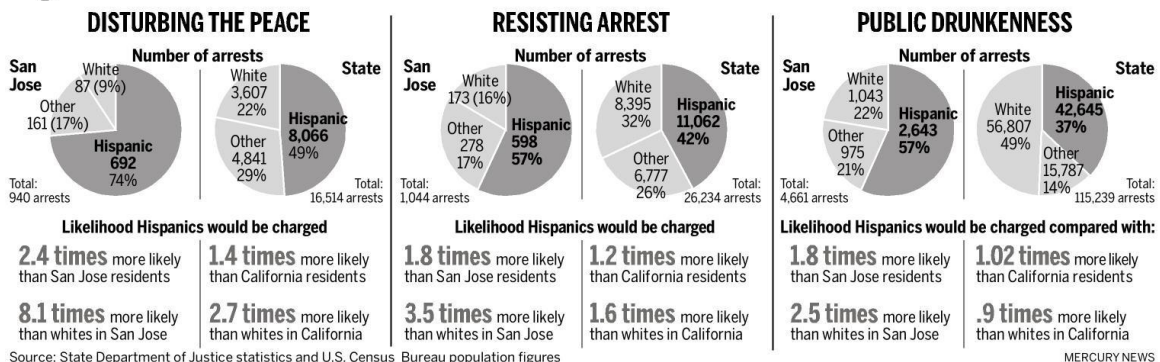 DISTURBING THE PEACE
Number of arrests
San
Jose
White
87 (9%)
Other
161 (17%)
Hispanic
692
74%
Total:
940 arrests
State
White
3,607
22%
Hispanic
8,066
49%
Other
4,841
29%
Total:
16,514 arrests
Likelihood Hispanics would be charged
2.4 times more likely
than San Jose residents
1.4 times more likely
than California residents
8.1 times more likely
than whites in San Jose
2.7 times more likely
than whites in California
RESISTING ARREST
Number of arrests
San
Jose
White
173 (16%)
Other
278
17%
Hispanic
598
57%
Total:
1,044 arrests
State
White
8,395
32%
Hispanic
11,062
42%
Other
6,777
26%
Total:
26,234 arrests
Likelihood Hispanics would be charged
1.8 times more likely
than San Jose residents
1.2 times more likely
than California residents
3.5 times more likely
than whites in San Jose
1.6 times more likely
than whites in California
PUBLIC DRUNKENNESS
Number of arrests
San
Jose
White
1,043
22%
Other
975
21%
Hispanic
2,643
57%
Total:
4,661 arrests
State
Hispanic
42,645
37%
White
56,807
49%
Other
15,787
14%
Total:
115,239 arrests
Likelihood Hispanics would be charged compared with:
1.8 times more likely
than San Jose residents
1.02 times more likely
than California residents
2.5 times more likely
than whites in San Jose
.9 times more likely
than whites in California
Source: State Department of Justice statistics and U.S. Census Bureau population figures
MERCURY NEWS